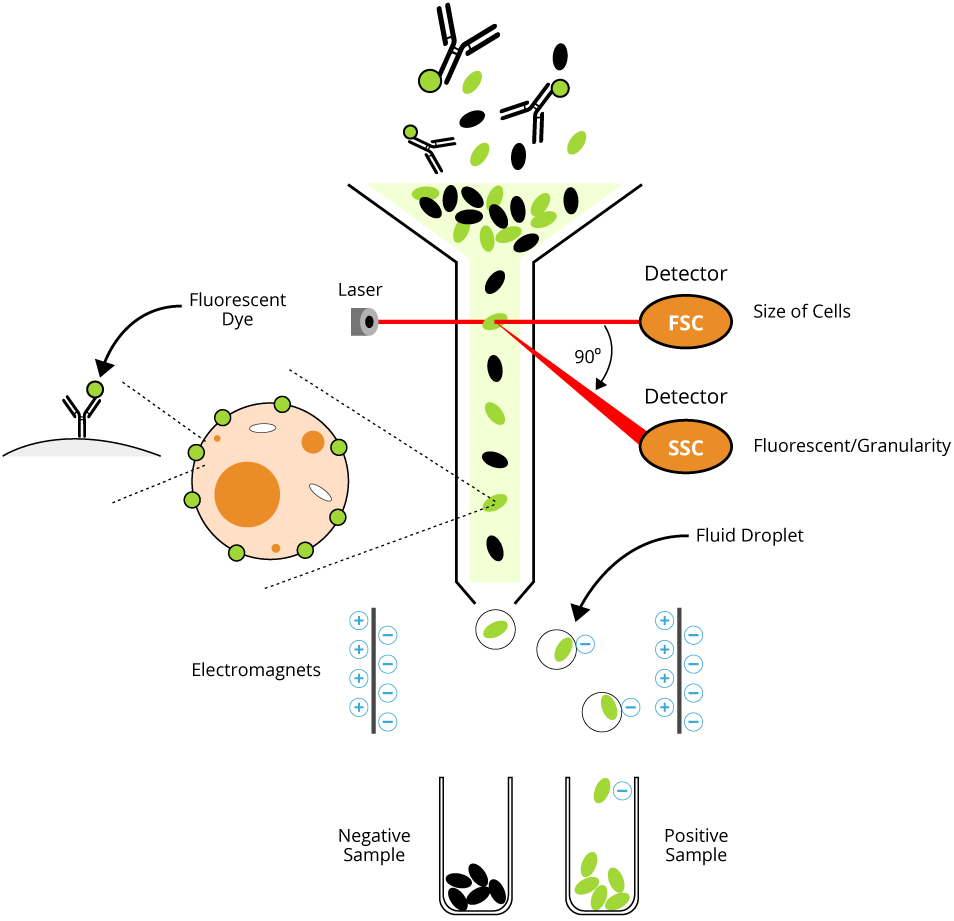 Detector
Laser
FSC
Size of Cells
Fluorescent
Dye
90°
Detector
SSC
Fluorescent/Granularity
Fluid Droplet
Electromagnets
Negative
Sample
Positive
Sample